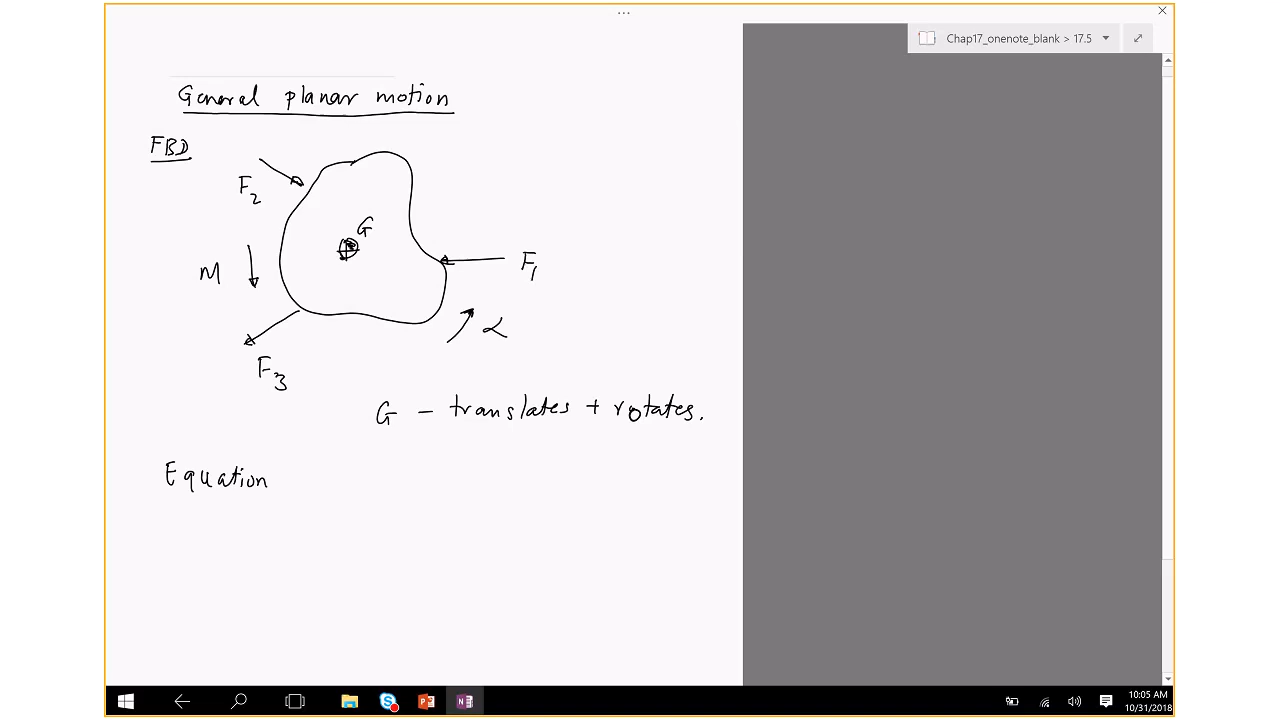 ...
Chap17_onenote_blank > 17.5
General planar motion
FBD
F2
G
M
F1
α
F3
G - translates + rotates.
Equation
10:05 AM
10/31/2018